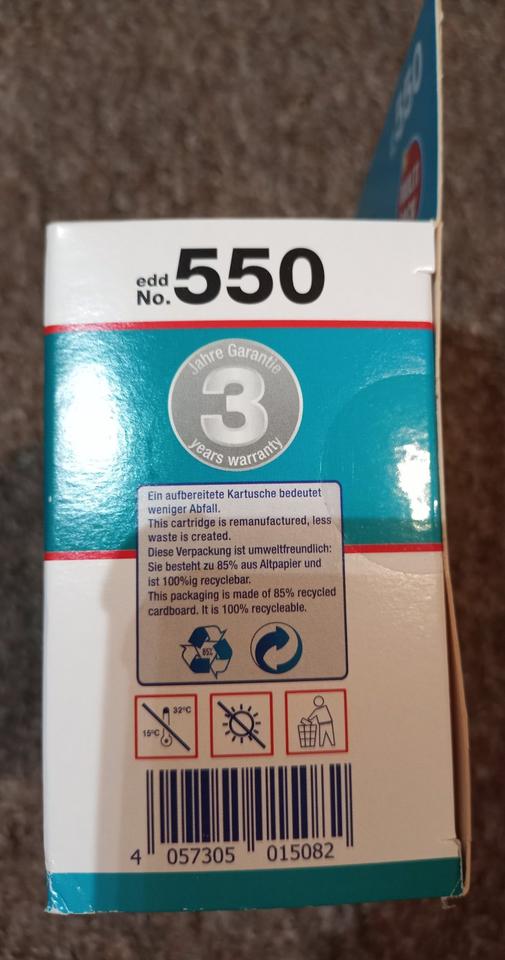 550
edd
No. 550
Jahre Garantie
3
years warranty
Ein aufbereitete Kartusche bedeutet
weniger Abfall.
This cartridge is remanufactured, less
waste is created.
Diese Verpackung ist umweltfreundlich:
Sie besteht zu 85% aus Altpapier und
ist 100%ig recyclebar.
This packaging is made of 85% recycled
cardboard. It is 100% recycleable.
85%
32°C
15°C
4 057305 015082